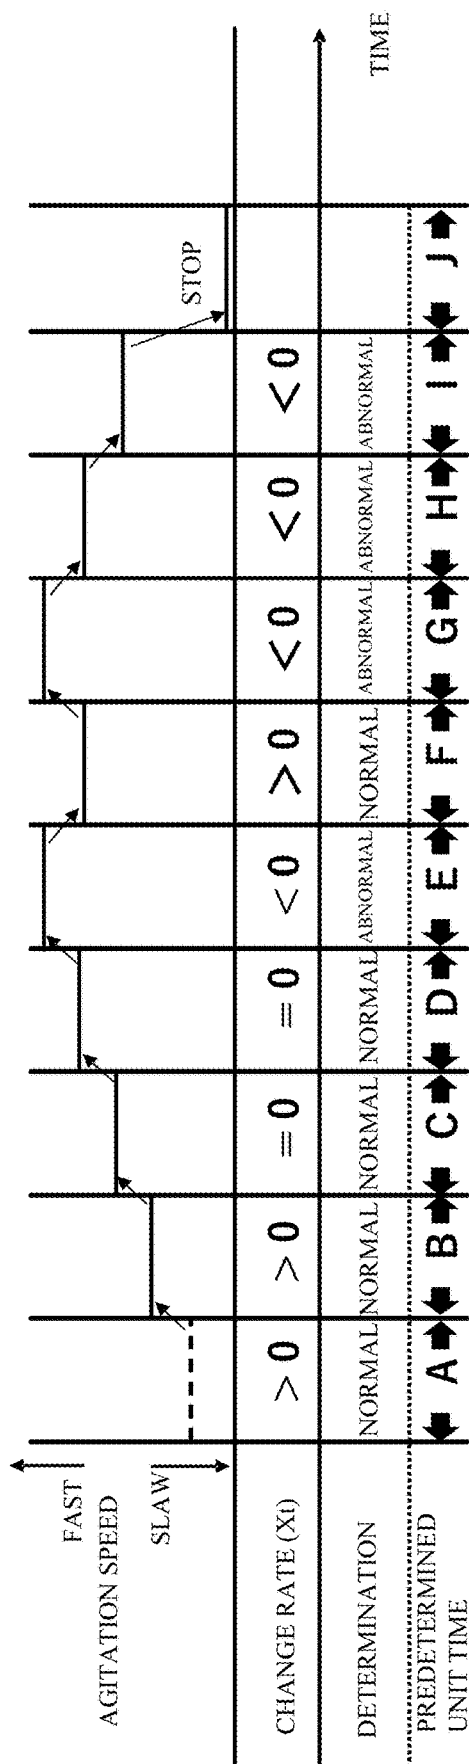 FAST
AGITATION SPEED
SLAW
STOP
CHANGE RATE (Xt) >0 >0 =0 =0 <0 >0 <0 <0 <0
TIME
DETERMINATION NORMAL NORMAL NORMAL NORMAL ABNORMAL NORMAL ABNORMAL ABNORMAL ABNORMAL
PREDETERMINED
UNIT TIME A B C D E F G H I J